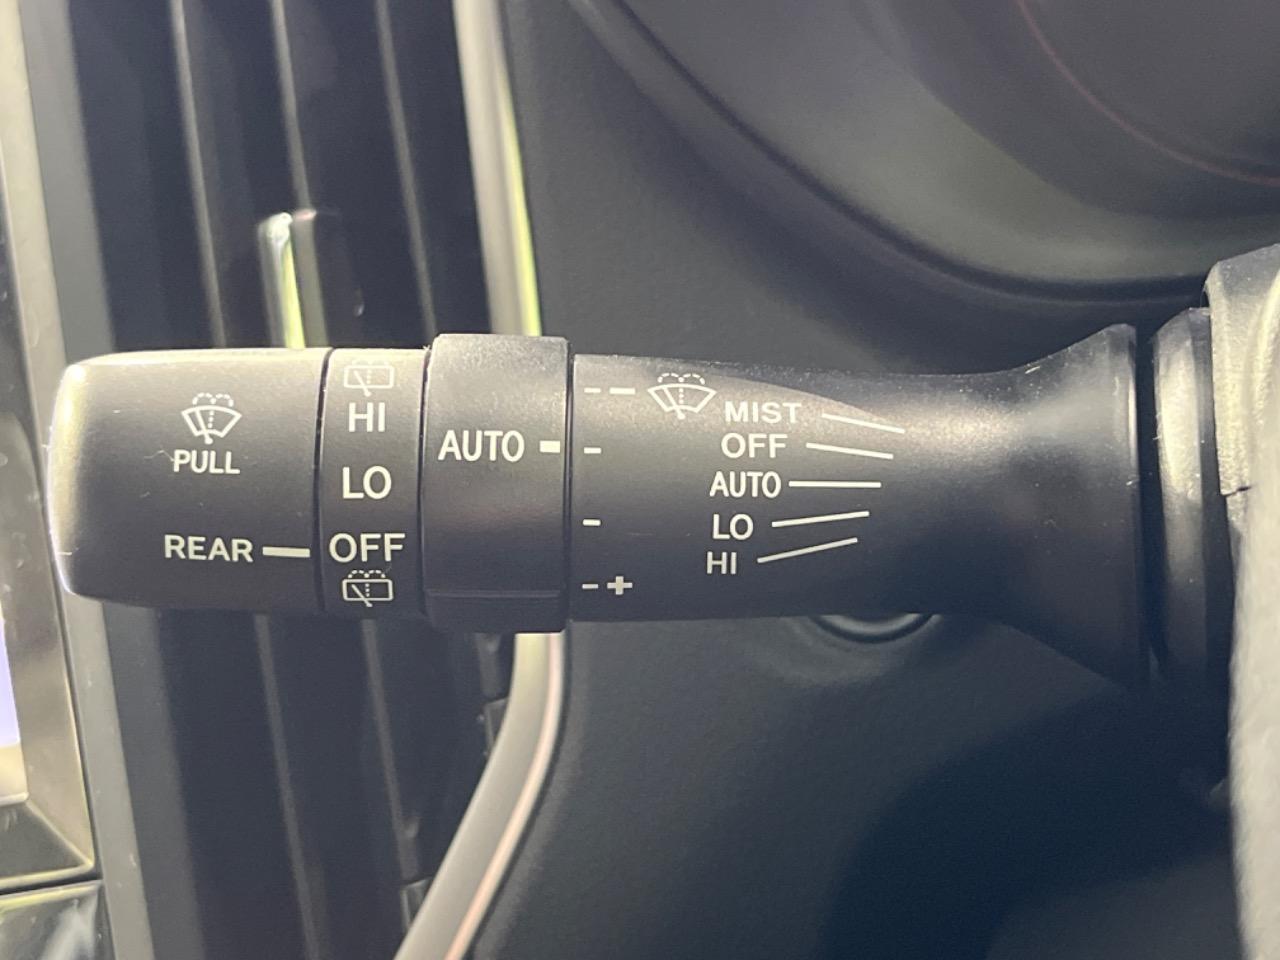 PULL
REAR
HI
LO
OFF
AUTO -
- -
-
-
- +
MIST
OFF
AUTO
LO
HI